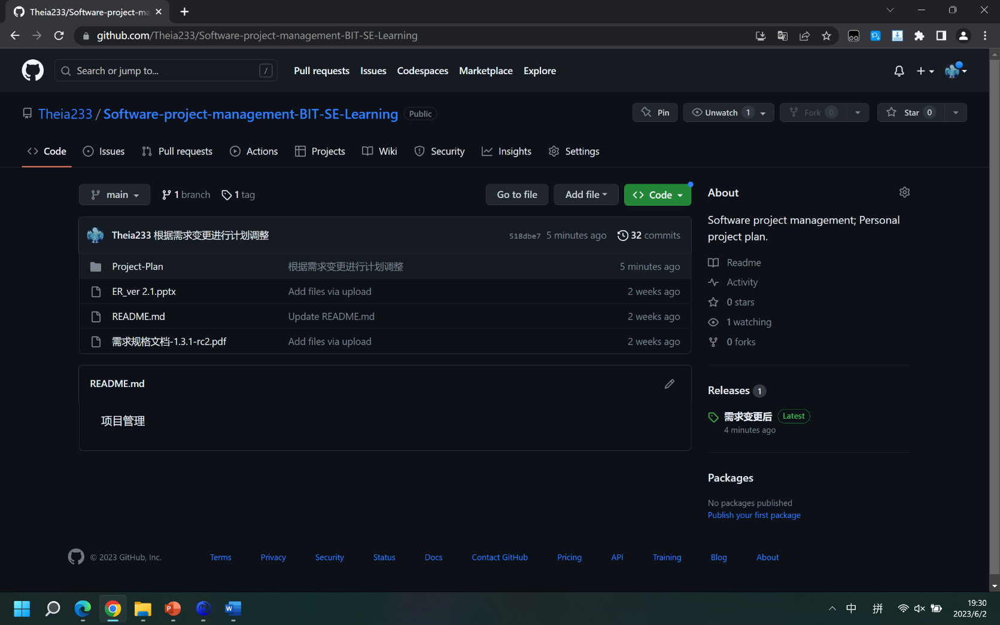 Theia233/Software-project-ma
github.com/Theia233/Software-project-management-BIT-SE-Learning
Search or jump to... /
Pull requests Issues Codespaces Marketplace Explore
Theia233 / Software-project-management-BIT-SE-Learning Public
Pin Unwatch 1 Fork 0 Star 0
Code Issues Pull requests Actions Projects Wiki Security Insights Settings
main 1 branch 1 tag Go to file Add file Code
Theia233 根据需求变更进行计划调整 518dbe7 5 minutes ago 32 commits
Project-Plan 根据需求变更进行计划调整 5 minutes ago
ER_ver 2.1.pptx Add files via upload 2 weeks ago
README.md Update README.md 2 weeks ago
需求规格文档-1.3.1-rc2.pdf Add files via upload 2 weeks ago
README.md
项目管理
About
Software project management; Personal
project plan.
Readme
Activity
0 stars
1 watching
0 forks
Releases 1
需求变更后 Latest
4 minutes ago
Packages
No packages published
Publish your first package
© 2023 GitHub, Inc. Terms Privacy Security Status Docs Contact GitHub Pricing API Training Blog About
中 拼 19:30
2023/6/2